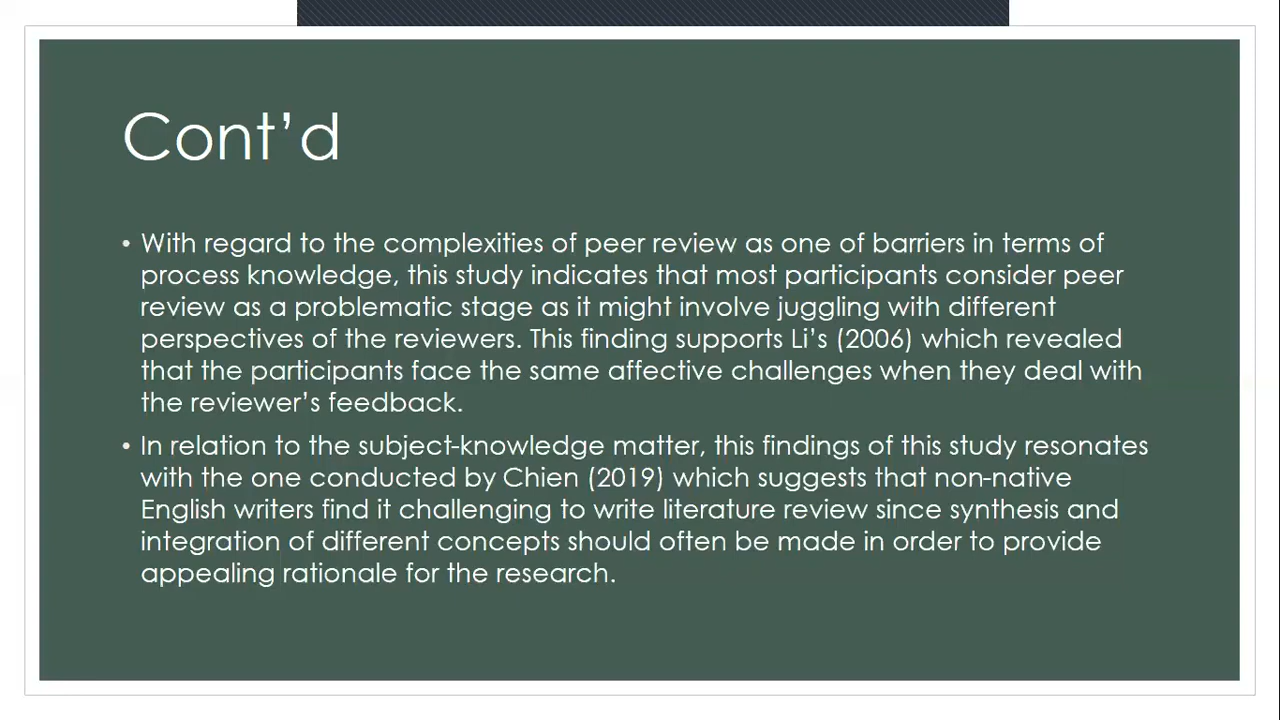 Cont’d
• With regard to the complexities of peer review as one of barriers in terms of
process knowledge, this study indicates that most participants consider peer
review as a problematic stage as it might involve juggling with different
perspectives of the reviewers. This finding supports Li’s (2006) which revealed
that the participants face the same affective challenges when they deal with
the reviewer’s feedback.
• In relation to the subject-knowledge matter, this findings of this study resonates
with the one conducted by Chien (2019) which suggests that non-native
English writers find it challenging to write literature review since synthesis and
integration of different concepts should often be made in order to provide
appealing rationale for the research.